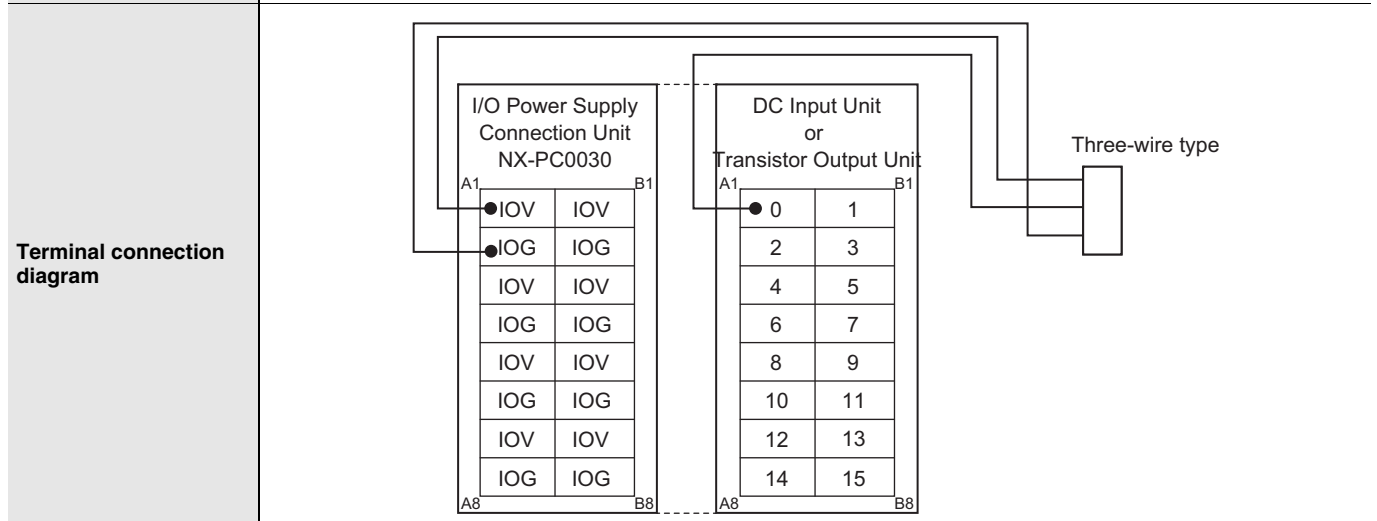 Terminal connection
diagram
I/O Power Supply
Connection Unit
NX-PC0030
A1 B1
IOV IOV
IOG IOG
IOV IOV
IOG IOG
IOV IOV
IOG IOG
IOV IOV
IOG IOG
A8 B8
DC Input Unit
or
Transistor Output Unit
A1 B1
0 1
2 3
4 5
6 7
8 9
10 11
12 13
14 15
A8 B8
Three-wire type